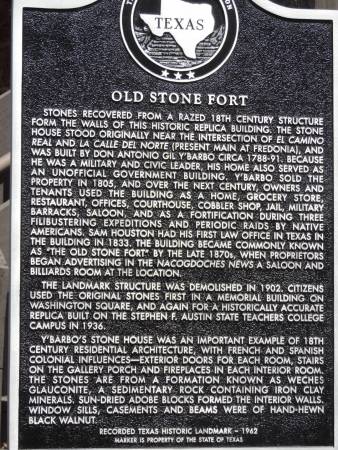 TEXAS
OLD STONE FORT
STONES RECOVERED FROM A RAZED 18TH CENTURY STRUCTURE
FORM THE WALLS OF THIS HISTORIC REPLICA BUILDING. THE STONE
HOUSE STOOD ORIGINALLY NEAR THE INTERSECTION OF EL CAMINO
REAL AND LA CALLE DEL NORTE (PRESENT MAIN AT FREDONIA), AND
WAS BUILT BY DON ANTONIO GIL Y'BARBO CIRCA 1788-91. BECAUSE
HE WAS A MILITARY AND CIVIC LEADER, HIS HOME ALSO SERVED AS
AN UNOFFICIAL GOVERNMENT BUILDING. Y'BARBO SOLD THE
PROPERTY IN 1805, AND OVER THE NEXT CENTURY, OWNERS AND
TENANTS USED THE BUILDING AS A HOME, GROCERY STORE,
RESTAURANT, OFFICES, COURTHOUSE, COBBLER SHOP, JAIL, MILITARY
BARRACKS, SALOON, AND AS A FORTIFICATION DURING THREE
FILIBUSTERING EXPEDITIONS AND PERIODIC RAIDS BY NATIVE
AMERICANS. SAM HOUSTON HAD HIS FIRST LAW OFFICE IN TEXAS IN
THE BUILDING IN 1833. THE BUILDING BECAME COMMONLY KNOWN
AS "THE OLD STONE FORT" BY THE LATE 1870s, WHEN PROPRIETORS
BEGAN ADVERTISING IN THE NACOGDOCHES NEWS A SALOON AND
BILLIARDS ROOM AT THE LOCATION.
THE LANDMARK STRUCTURE WAS DEMOLISHED IN 1902. CITIZENS
USED THE ORIGINAL STONES FIRST IN A MEMORIAL BUILDING ON
WASHINGTON SQUARE, AND AGAIN FOR A HISTORICALLY ACCURATE
REPLICA BUILT ON THE STEPHEN F. AUSTIN STATE TEACHERS COLLEGE
CAMPUS IN 1936.
Y'BARBO'S STONE HOUSE WAS AN IMPORTANT EXAMPLE OF 18TH
CENTURY RESIDENTIAL ARCHITECTURE, WITH FRENCH AND SPANISH
COLONIAL INFLUENCES—EXTERIOR DOORS FOR EACH ROOM, STAIRS
ON THE GALLERY PORCH AND FIREPLACES IN EACH INTERIOR ROOM.
THE STONES ARE FROM A FORMATION KNOWN AS WECHES
GLAUCONITE, A SEDIMENTARY ROCK CONTAINING IRON CLAY
MINERALS. SUN-DRIED ADOBE BLOCKS FORMED THE INTERIOR WALLS.
WINDOW SILLS, CASEMENTS AND BEAMS WERE OF HAND-HEWN
BLACK WALNUT.
RECORDED TEXAS HISTORIC LANDMARK – 1962
MARKER IS PROPERTY OF THE STATE OF TEXAS